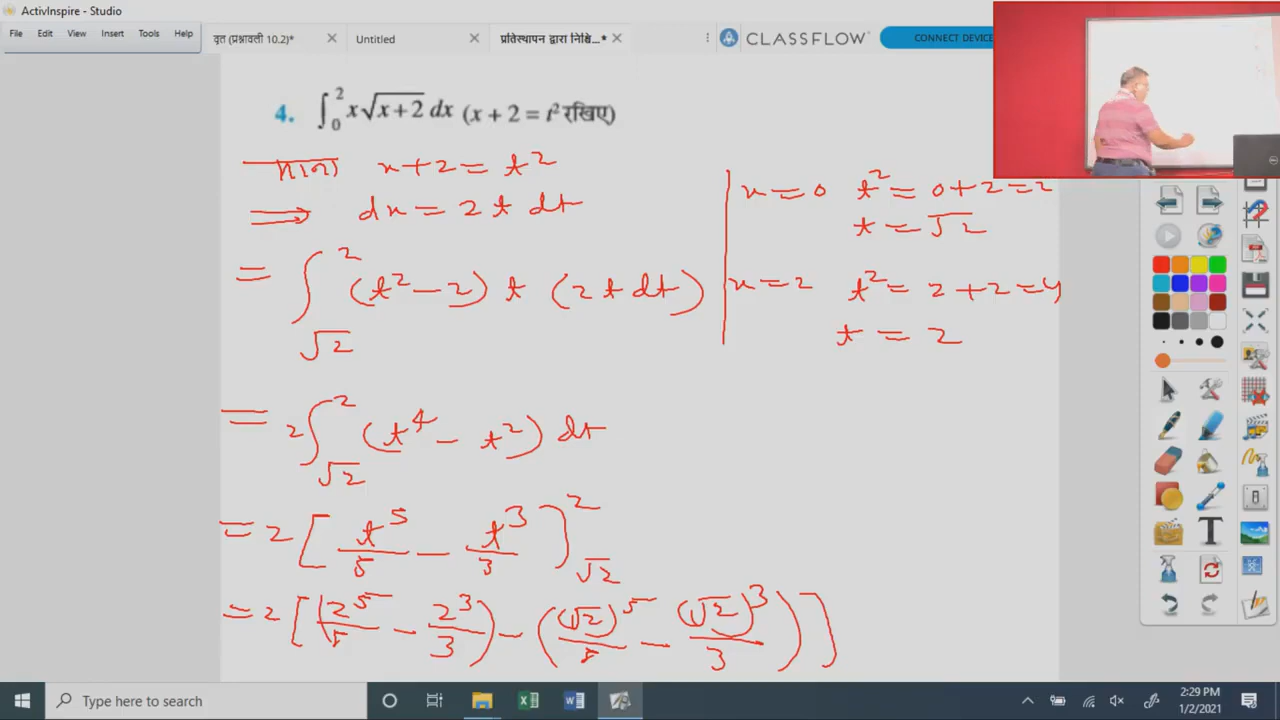 ActivInspire - Studio
File Edit View Insert Tools Help
वृत (प्रश्नावली 10.2)* Untitled प्रतिस्थापन द्वारा निश्चि...* CLASSFLOW CONNECT DEVICE
4. ∫₀² x√(x+2) dx (x + 2 = t² रखिए)
माना x+2 = t²
⟹ dx = 2t dt
= ∫_√2^2 (t²-2) t (2t dt)
x=0 t² = 0+2=2
t = √2
x=2 t² = 2+2=4
t = 2
= 2 ∫_√2^2 (t⁴ - t²) dt
= 2 [t⁵/5 - t³/3]_√2^2
= 2 [(2⁵/5 - 2³/3) - ((√2)⁵/5 - (√2)³/3)]
Type here to search
2:29 PM
1/2/2021